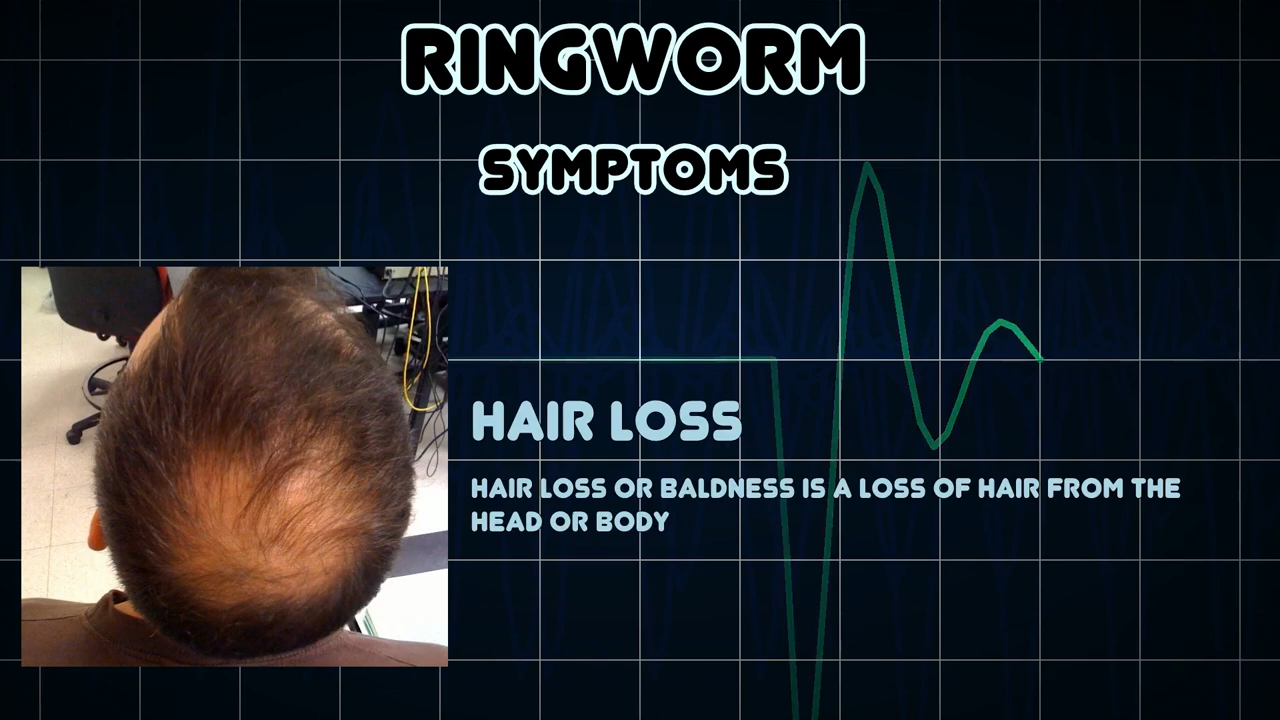 RINGWORM
SYMPTOMS
HAIR LOSS
HAIR LOSS OR BALDNESS IS A LOSS OF HAIR FROM THE
HEAD OR BODY